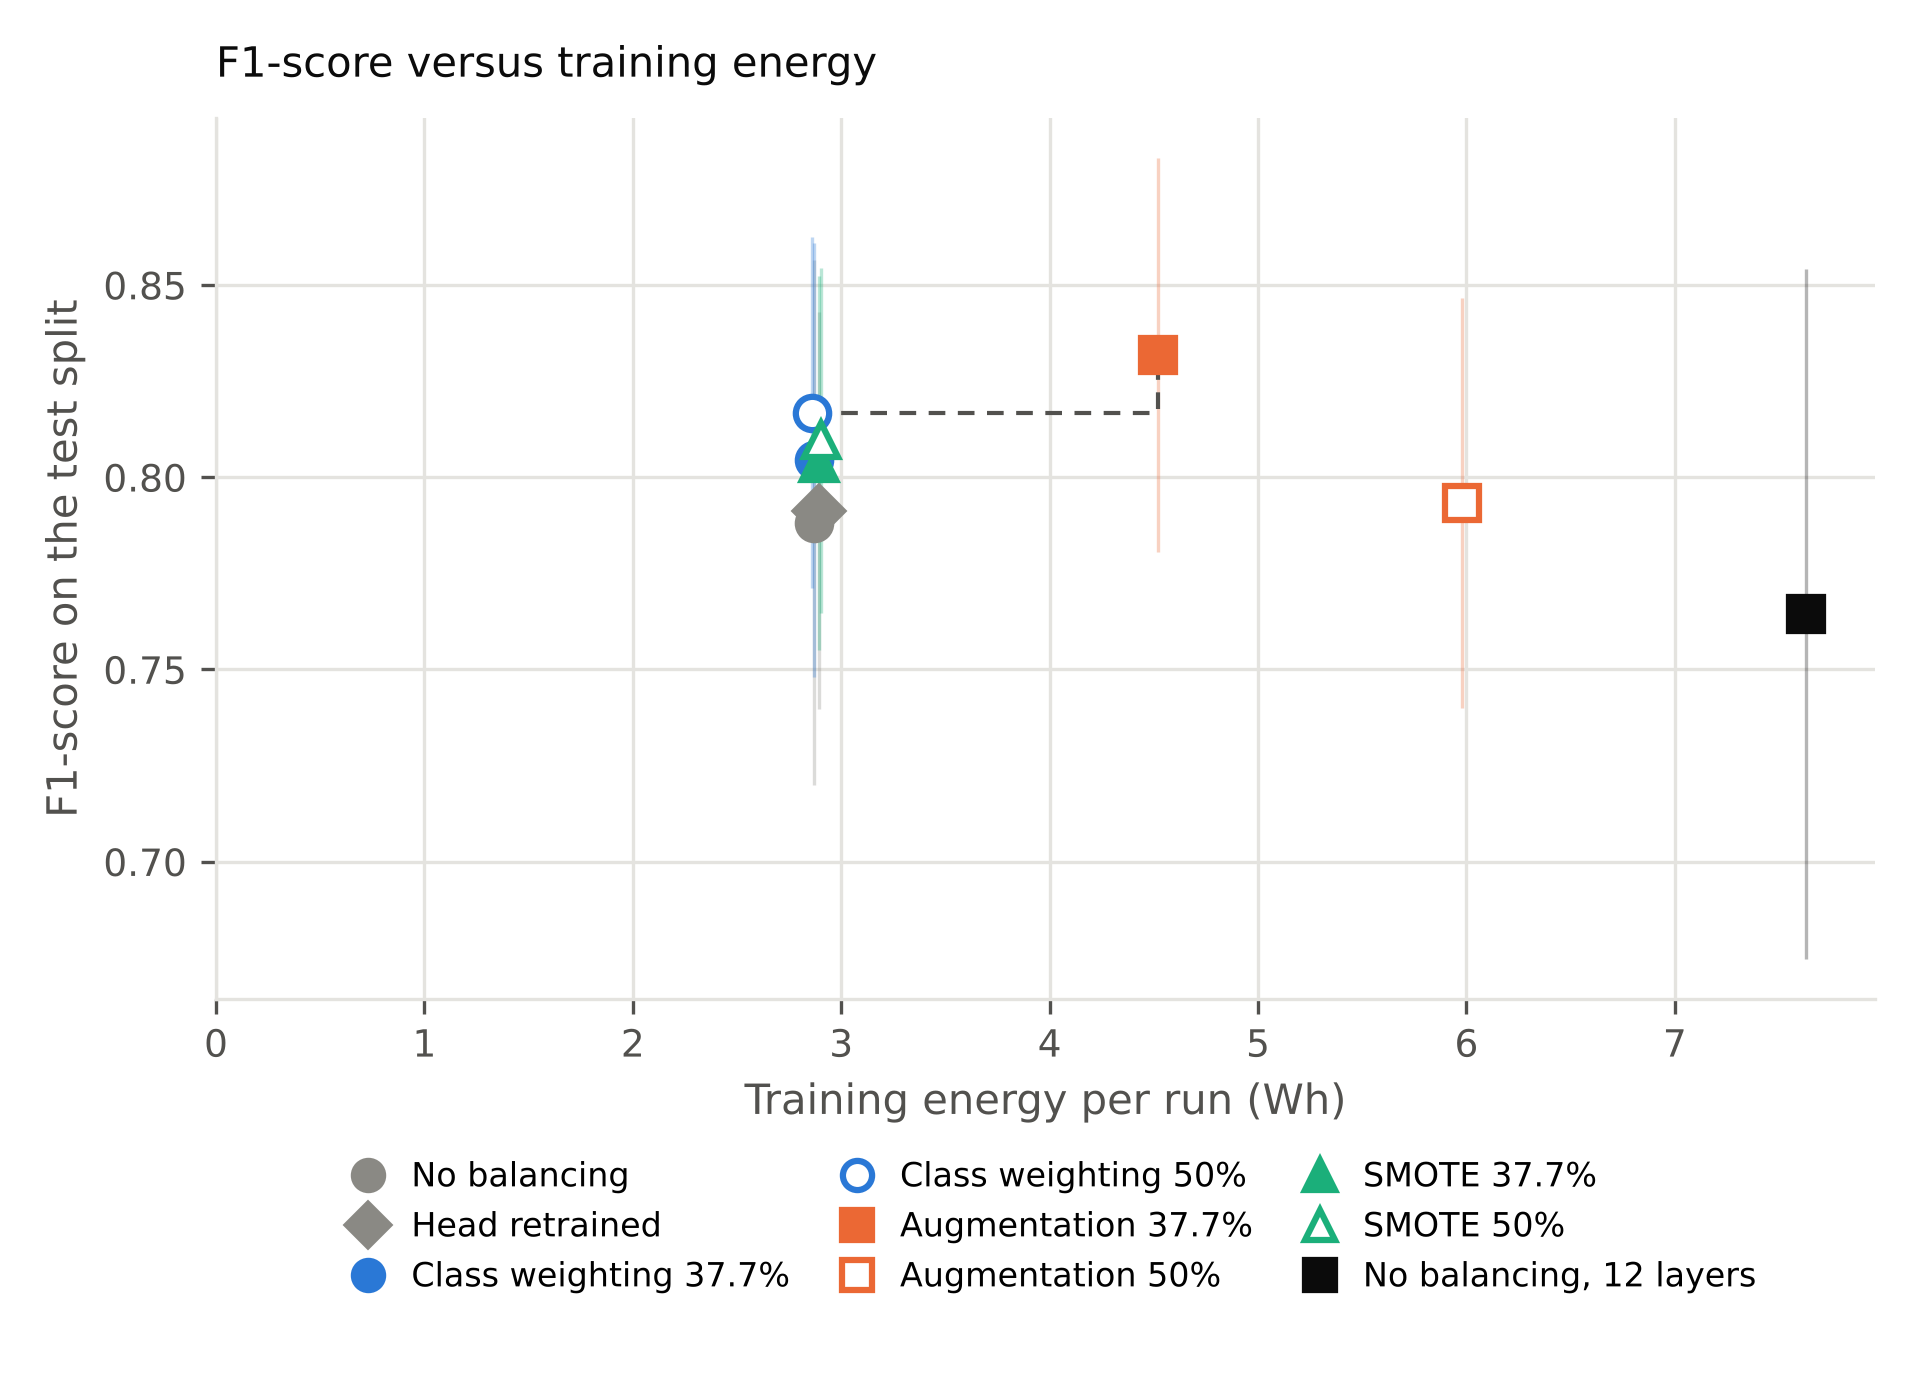 F1-score versus training energy
F1-score on the test split
0.85
0.80
0.75
0.70
0 1 2 3 4 5 6 7
Training energy per run (Wh)
No balancing
Head retrained
Class weighting 37.7%
Class weighting 50%
Augmentation 37.7%
Augmentation 50%
SMOTE 37.7%
SMOTE 50%
No balancing, 12 layers